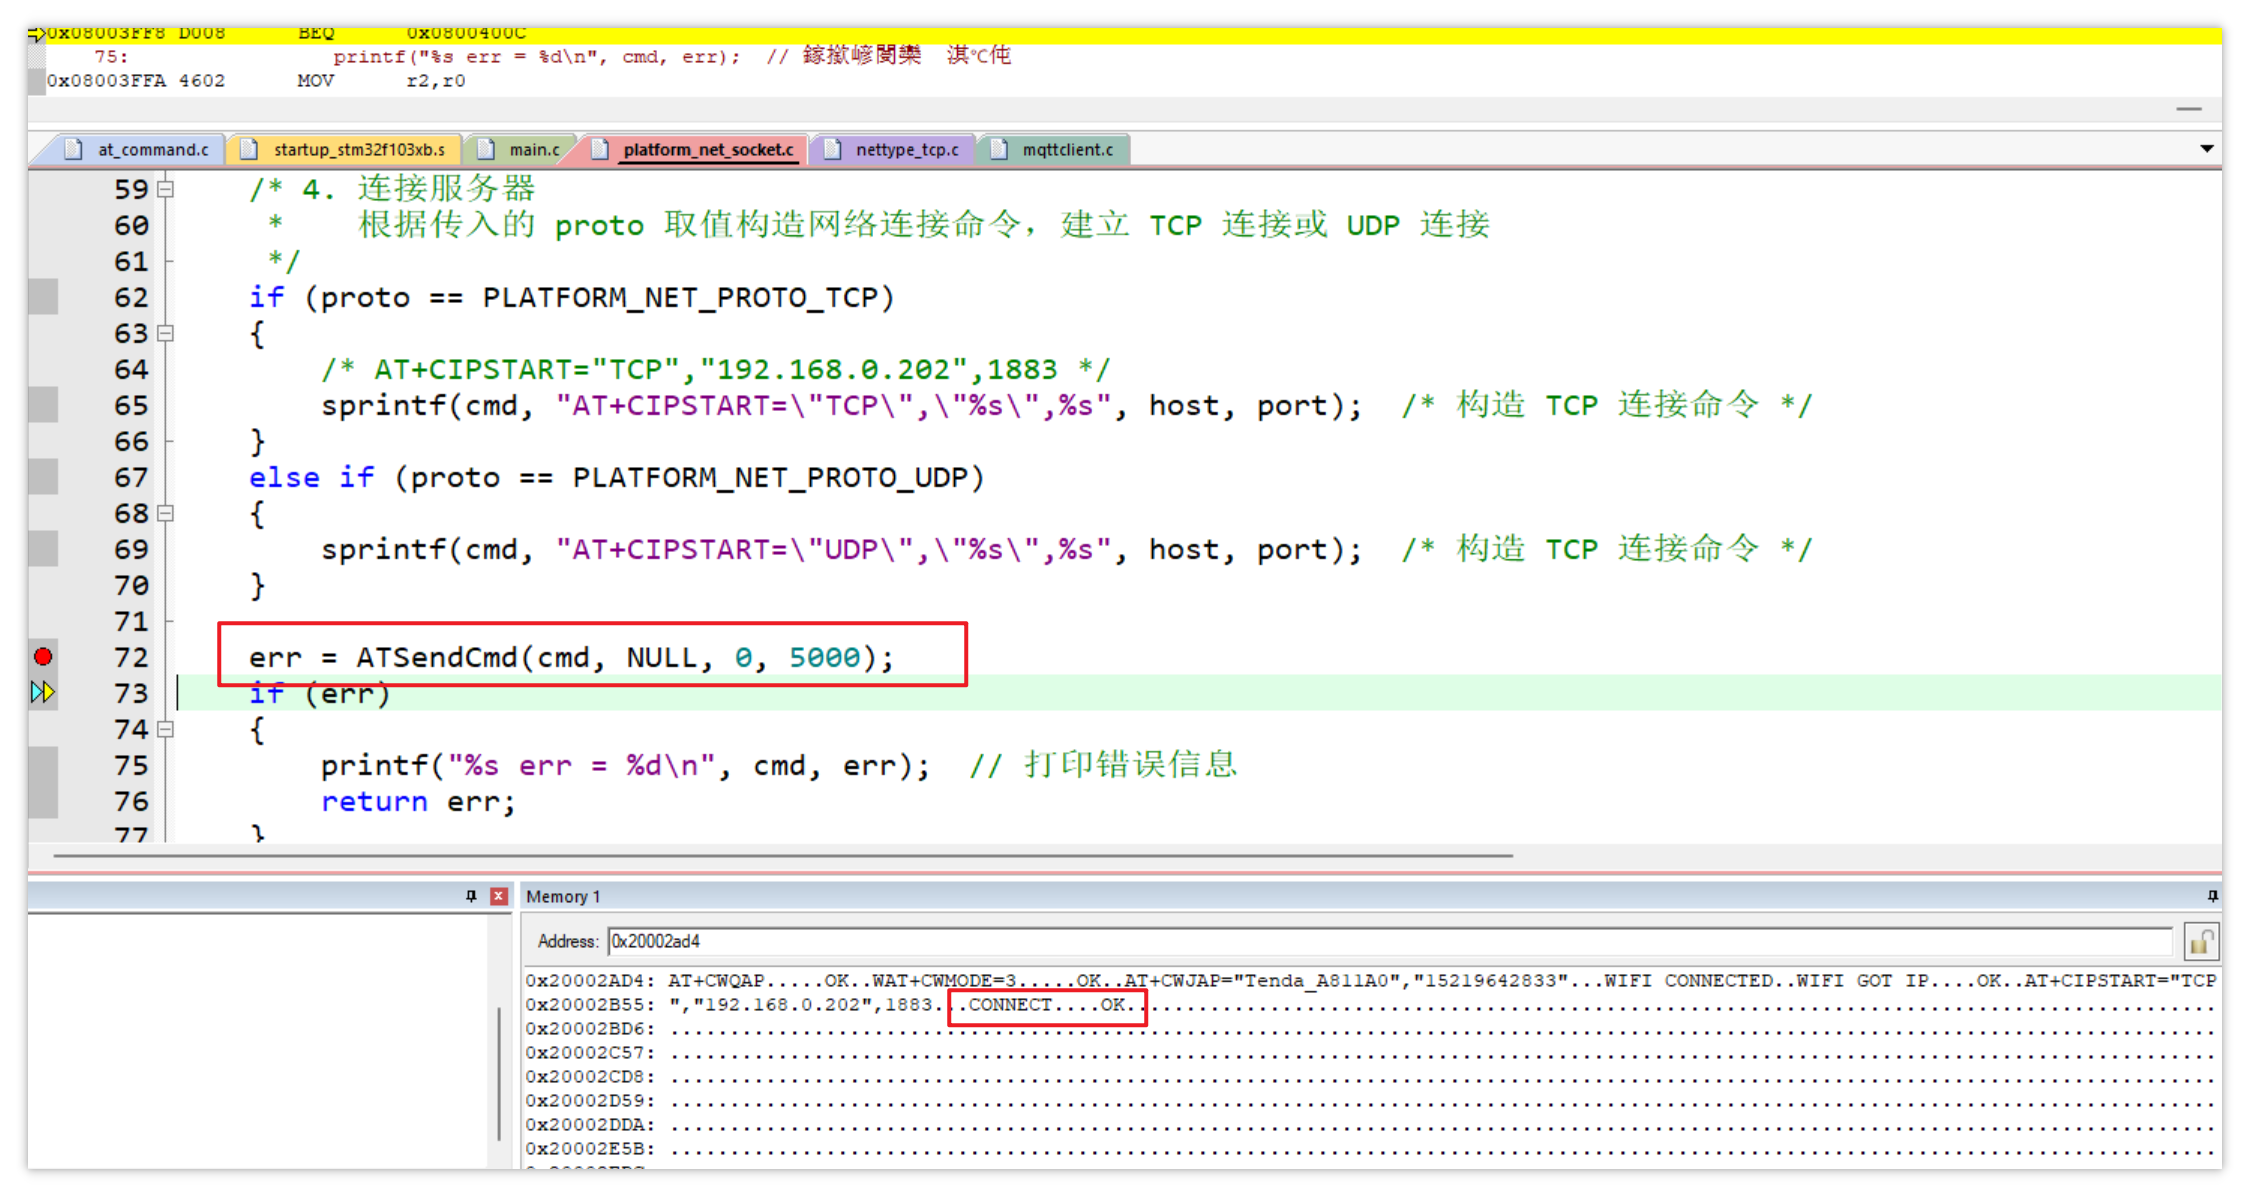 0x08003FF8 D008      BEQ      0x0800400C
75:      printf("%s err = %d\n", cmd, err);  // 鎵撳嵃閿欒  淇℃伅
0x08003FFA 4602      MOV      r2,r0
at_command.c  startup_stm32f103xb.s  main.c  platform_net_socket.c  nettype_tcp.c  mqttclient.c
59    /* 4. 连接服务器
60     *    根据传入的 proto 取值构造网络连接命令，建立 TCP 连接或 UDP 连接
61     */
62    if (proto == PLATFORM_NET_PROTO_TCP)
63    {
64        /* AT+CIPSTART="TCP","192.168.0.202",1883 */
65        sprintf(cmd, "AT+CIPSTART=\"TCP\",\"%s\",%s", host, port);  /* 构造 TCP 连接命令 */
66    }
67    else if (proto == PLATFORM_NET_PROTO_UDP)
68    {
69        sprintf(cmd, "AT+CIPSTART=\"UDP\",\"%s\",%s", host, port);  /* 构造 TCP 连接命令 */
70    }
71
72    err = ATSendCmd(cmd, NULL, 0, 5000);
73    if (err)
74    {
75        printf("%s err = %d\n", cmd, err);  // 打印错误信息
76        return err;
77    }
Memory 1
Address: 0x20002ad4
0x20002AD4: AT+CWQAP.....OK..WAT+CWMODE=3.....OK..AT+CWJAP="Tenda_A811A0","15219642833"...WIFI CONNECTED..WIFI GOT IP....OK..AT+CIPSTART="TCP
0x20002B55: ","192.168.0.202",1883...CONNECT....OK..
0x20002BD6:
0x20002C57:
0x20002CD8:
0x20002D59:
0x20002DDA:
0x20002E5B: